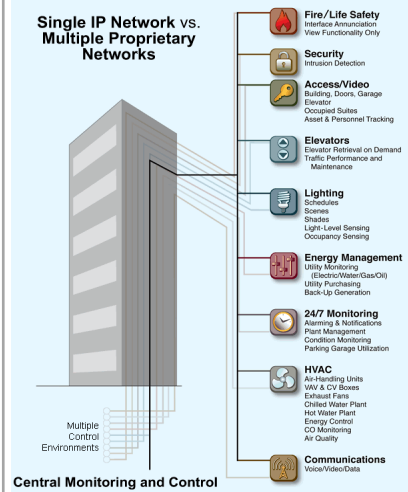 Single IP Network vs.
Multiple Proprietary
Networks
Fire/Life Safety
Interface Annunciation
View Functionality Only
Security
Intrusion Detection
Access/Video
Building, Doors, Garage
Elevator
Occupied Suites
Asset & Personnel Tracking
Elevators
Elevator Retrieval on Demand
Traffic Performance and
Maintenance
Lighting
Schedules
Scenes
Shades
Light-Level Sensing
Occupancy Sensing
Energy Management
Utility Monitoring
(Electric/Water/Gas/Oil)
Utility Purchasing
Back-Up Generation
24/7 Monitoring
Alarming & Notifications
Plant Management
Condition Monitoring
Parking Garage Utilization
HVAC
Air-Handling Units
VAV & CV Boxes
Exhaust Fans
Chilled Water Plant
Hot Water Plant
Energy Control
CO Monitoring
Air Quality
Communications
Voice/Video/Data
Multiple
Control
Environments
Central Monitoring and Control